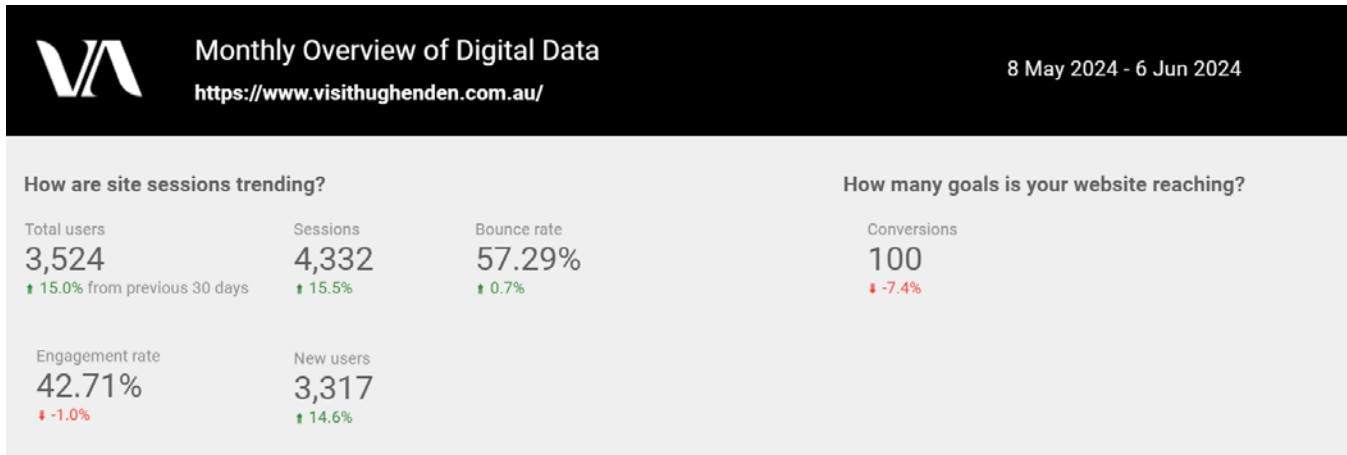 VA
Monthly Overview of Digital Data
https://www.visithughenden.com.au/
8 May 2024 - 6 Jun 2024
How are site sessions trending?
Total users
3,524
15.0% from previous 30 days
Sessions
4,332
15.5%
Bounce rate
57.29%
0.7%
Engagement rate
42.71%
-1.0%
New users
3,317
14.6%
How many goals is your website reaching?
Conversions
100
-7.4%